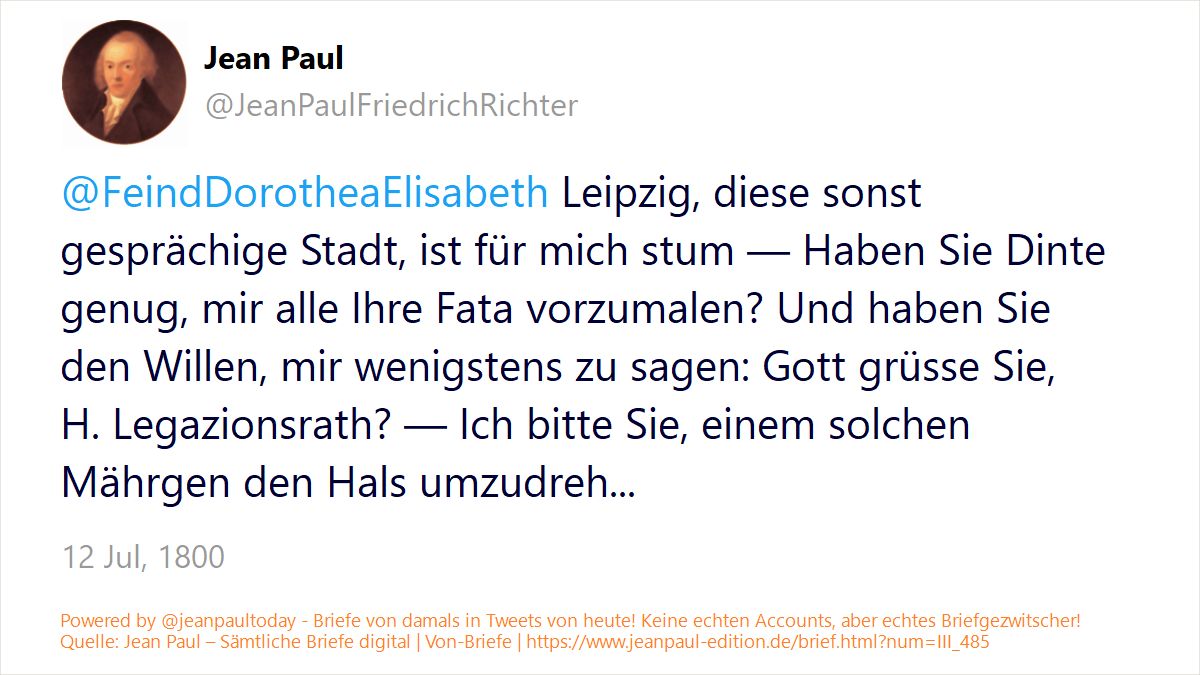 Jean Paul
@JeanPaulFriedrichRichter
@FeindDorotheaElisabeth Leipzig, diese sonst
gesprächige Stadt, ist für mich stum — Haben Sie Dinte
genug, mir alle Ihre Fata vorzumalen? Und haben Sie
den Willen, mir wenigstens zu sagen: Gott grüsse Sie,
H. Legazionsrath? — Ich bitte Sie, einem solchen
Mährgen den Hals umzudreh...
12 Jul, 1800
Powered by @jeanpaultoday - Briefe von damals in Tweets von heute! Keine echten Accounts, aber echtes Briefgezwitscher!
Quelle: Jean Paul – Sämtliche Briefe digital | Von-Briefe | https://www.jeanpaul-edition.de/brief.html?num=III_485